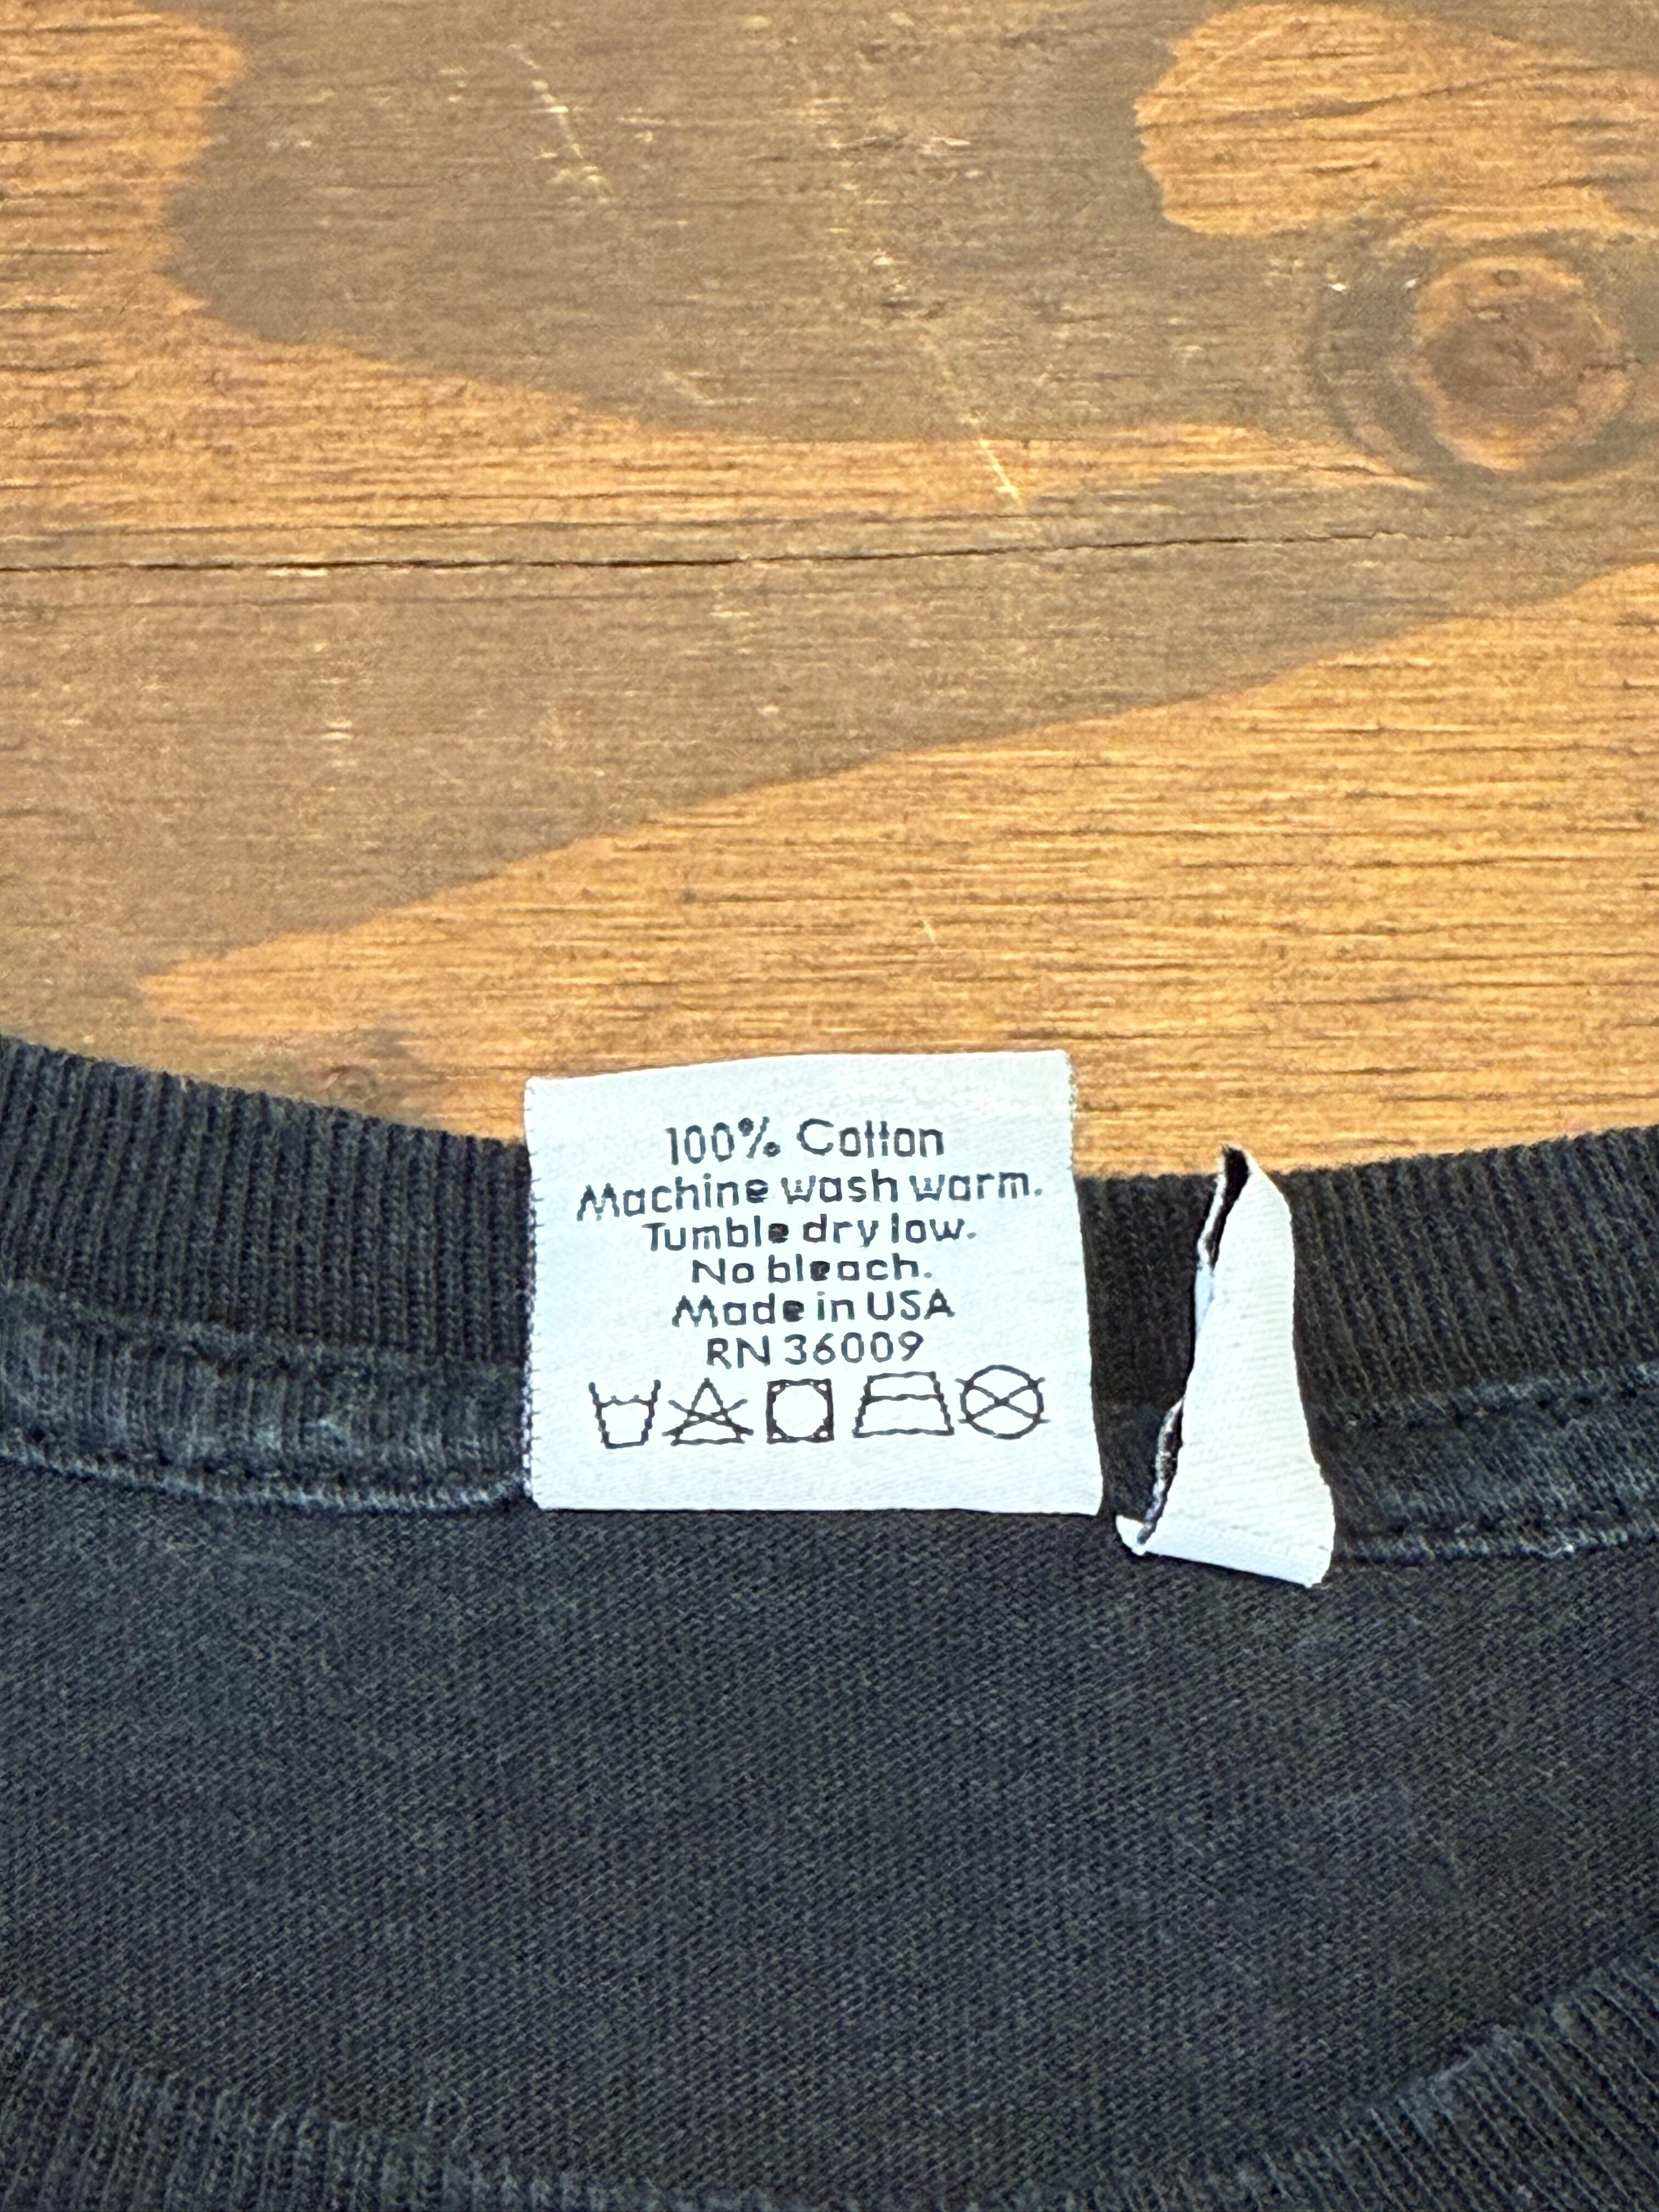 100% Cotton
Machine wash warm.
Tumble dry low.
No bleach.
Made in USA
RN 36009